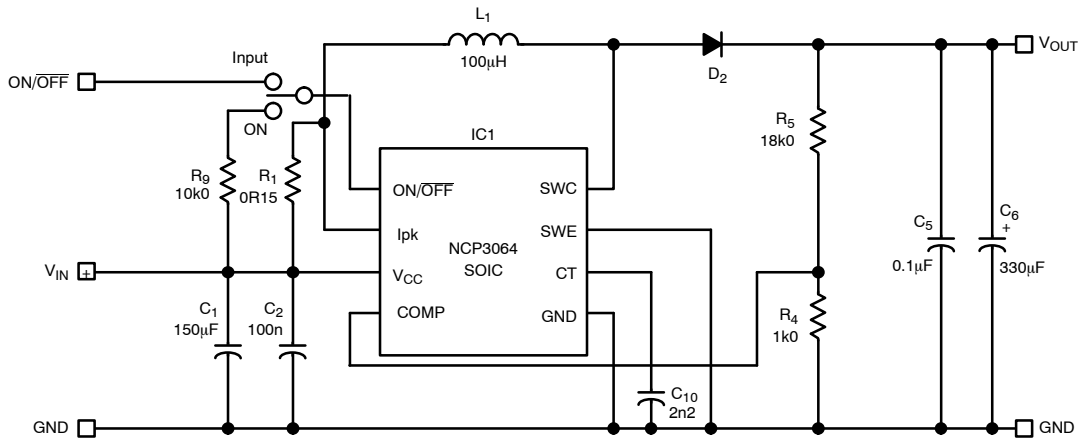 L1
100µH
D2
VOUT
Input
ON/OFF
ON
R9
10k0
R1
0R15
IC1
ON/OFF
Ipk
VCC
COMP
NCP3064
SOIC
SWC
SWE
CT
GND
R5
18k0
R4
1k0
C5
0.1µF
C6
+
330µF
VIN
+
C1
150µF
C2
100n
C10
2n2
GND
GND